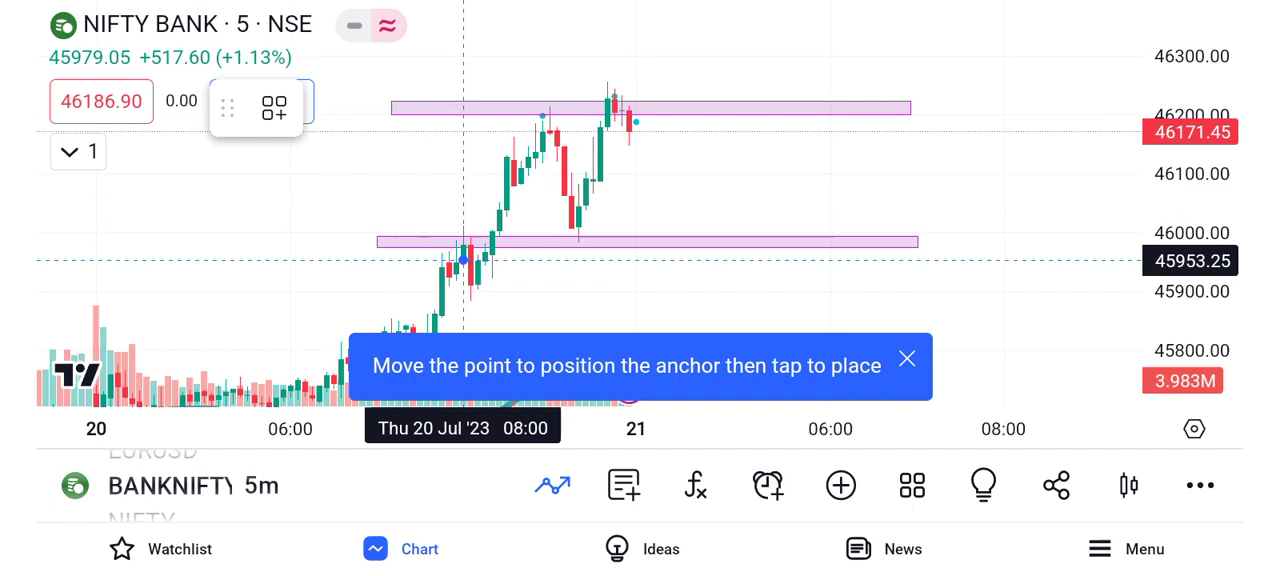 NIFTY BANK · 5 · NSE
45979.05 +517.60 (+1.13%)
46186.90 0.00
1
46300.00
46200.00
46171.45
46100.00
46000.00
45953.25
45900.00
45800.00
3.983M
Move the point to position the anchor then tap to place
20 06:00 Thu 20 Jul '23 08:00 21 06:00 08:00
EURUSD
BANKNIFTY 5m
NIFTY
Watchlist Chart Ideas News Menu